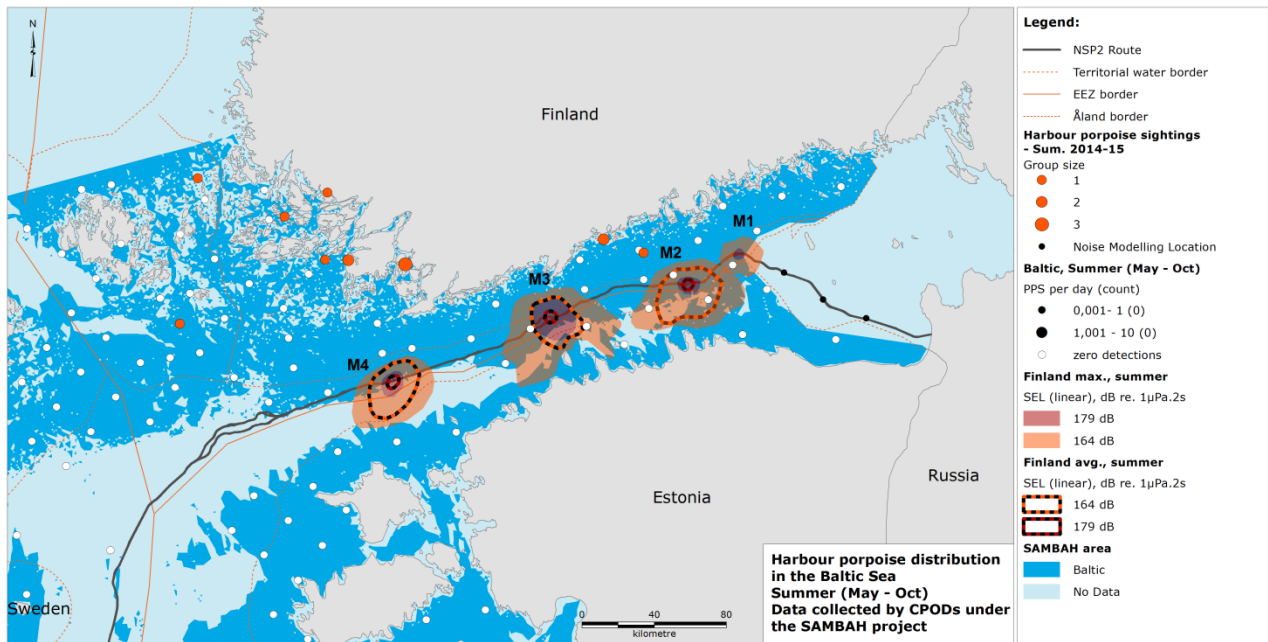 N
Finland
M1
M2
M3
M4
Estonia
Russia
Sweden
Harbour porpoise distribution
in the Baltic Sea
Summer (May - Oct)
Data collected by CPODs under
the SAMBAH project
0 40 80
kilometre
Legend:
NSP2 Route
Territorial water border
EEZ border
Åland border
Harbour porpoise sightings
- Sum. 2014-15
Group size
1
2
3
Noise Modelling Location
Baltic, Summer (May - Oct)
PPS per day (count)
0,001- 1 (0)
1,001 - 10 (0)
zero detections
Finland max., summer
SEL (linear), dB re. 1µPa.2s
179 dB
164 dB
Finland avg., summer
SEL (linear), dB re. 1µPa.2s
164 dB
179 dB
SAMBAH area
Baltic
No Data